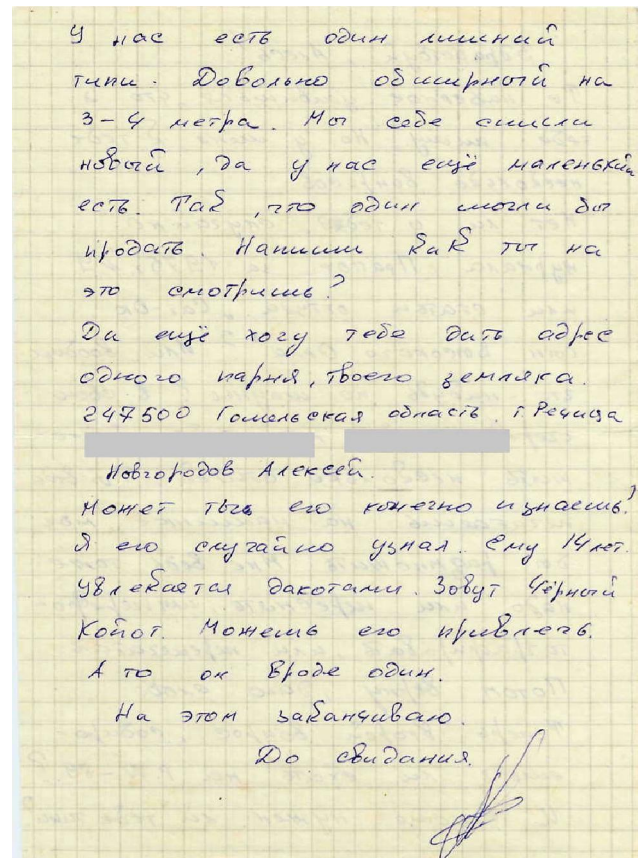 У нас есть один лишний
типи. Довольно обширный на
3-4 метра. Мы себе сшили
новый, да у нас ещё маленький
есть. Так, что один могли бы
продать. Напиши как ты на
это смотришь?
Да ещё хочу тебе дать адрес
одного парня, твоего земляка.
247500 Гомельская область г. Речица
Новгородов Алексей.
Может ты его конечно и знаешь?
Я его случайно узнал. Ему 14 лет.
Увлекается дакотами. Зовут Чёрный
Койот. Можешь его привлечь.
А то он вроде один.
На этом заканчиваю.
До свидания.